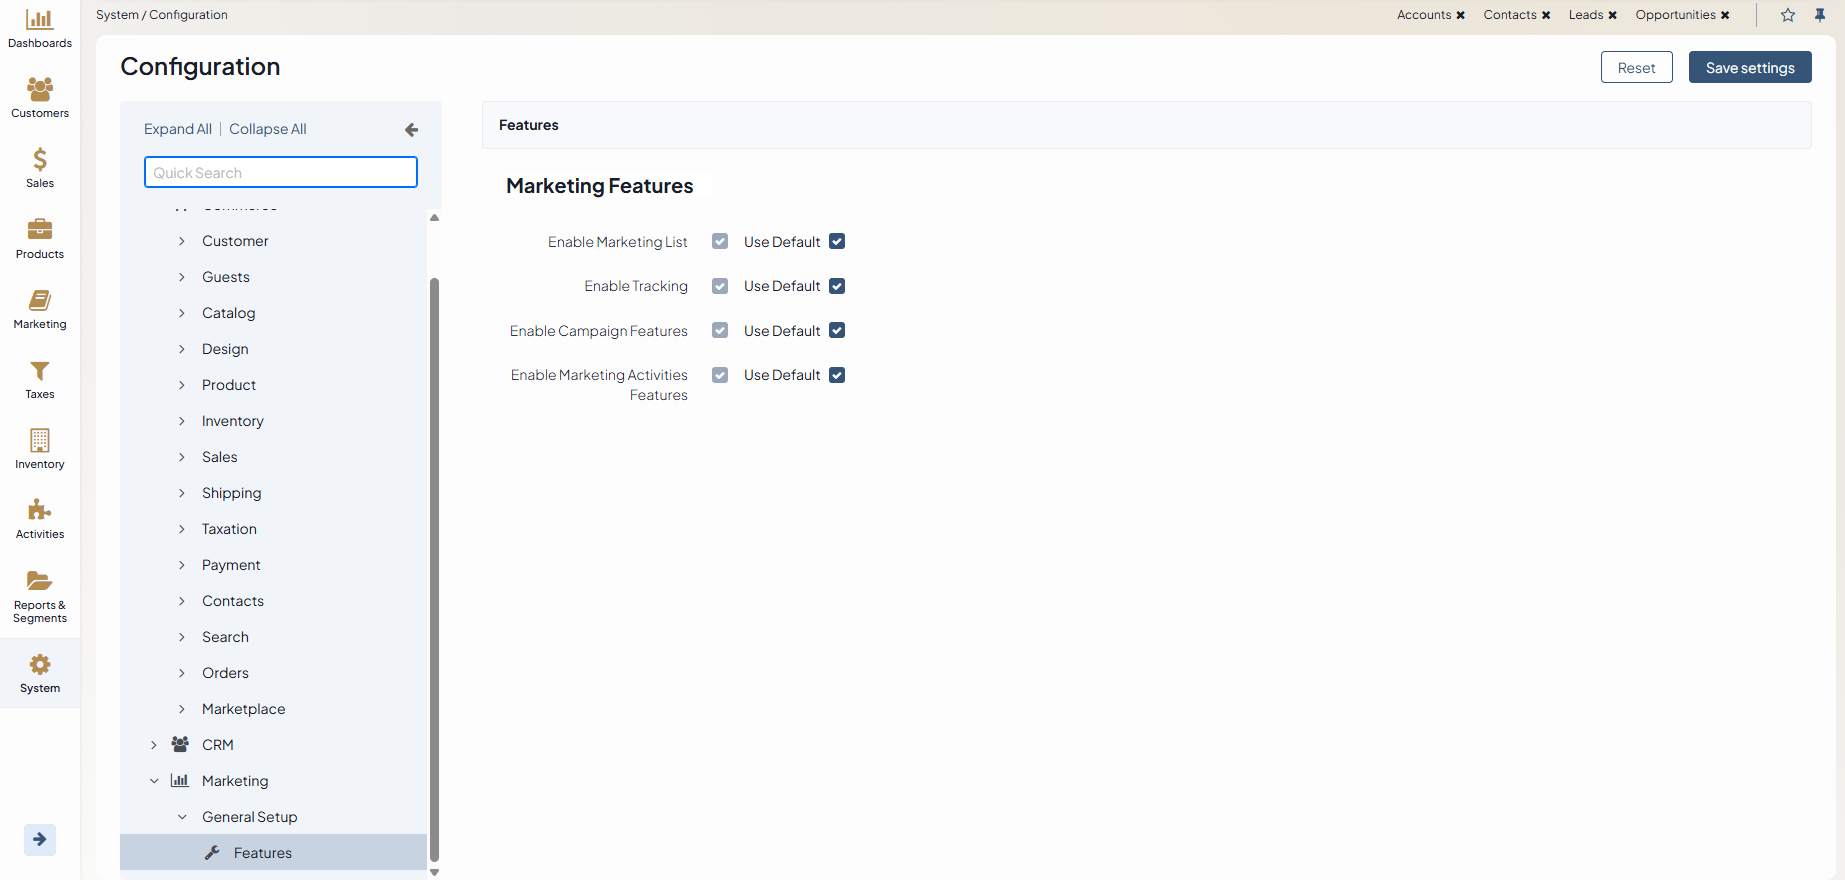 System / Configuration
Accounts
Contacts
Leads
Opportunities
Dashboards
Customers
Sales
Products
Marketing
Taxes
Inventory
Activities
Reports &
Segments
System
Configuration
Reset
Save settings
Expand All | Collapse All
Quick Search
Customer
Guests
Catalog
Design
Product
Inventory
Sales
Shipping
Taxation
Payment
Contacts
Search
Orders
Marketplace
CRM
Marketing
General Setup
Features
Features
Marketing Features
Enable Marketing List Use Default
Enable Tracking Use Default
Enable Campaign Features Use Default
Enable Marketing Activities Use Default
Features